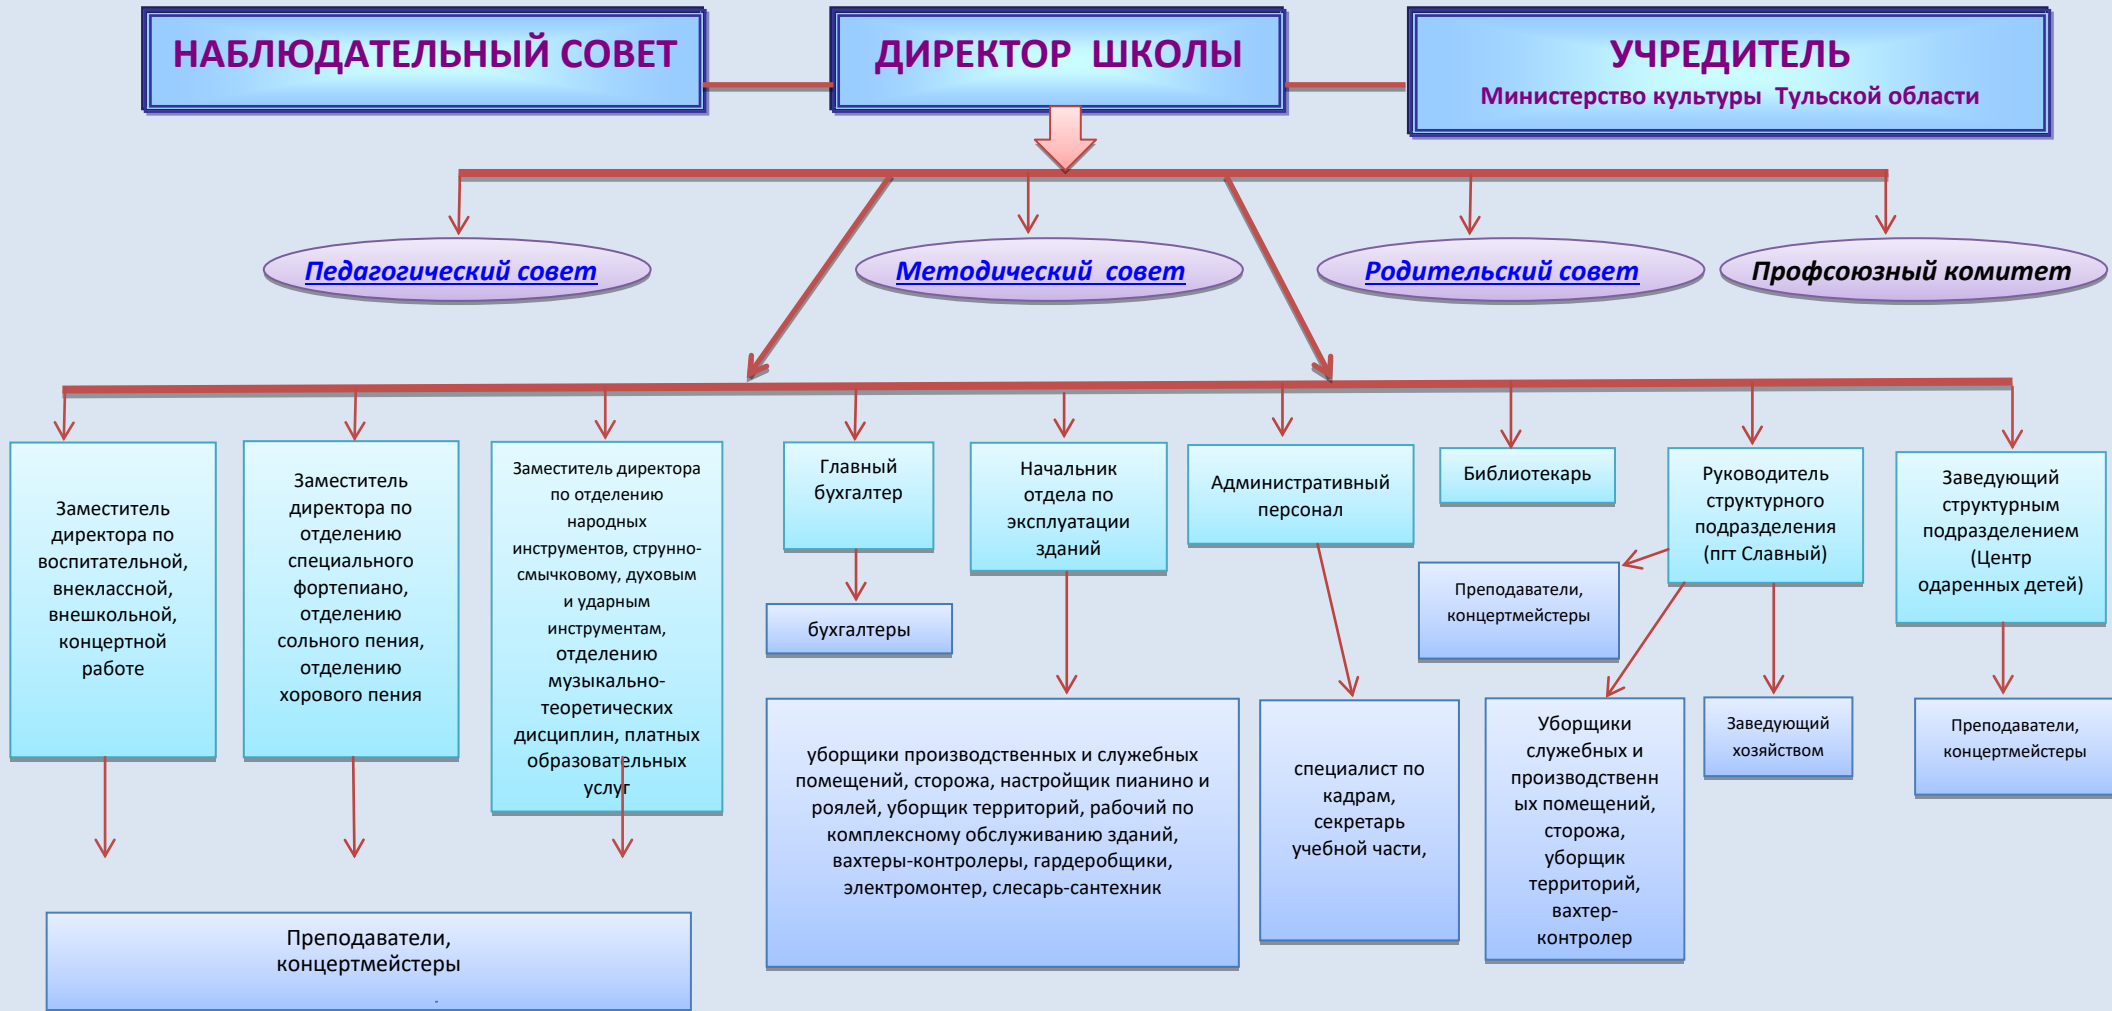 НАБЛЮДАТЕЛЬНЫЙ СОВЕТ
ДИРЕКТОР ШКОЛЫ
УЧРЕДИТЕЛЬ
Министерство культуры Тульской области
Педагогический совет
Методический совет
Родительский совет
Профсоюзный комитет
Заместитель
директора по
воспитательной,
внеклассной,
внешкольной,
концертной
работе
Заместитель
директора по
отделению
специального
фортепиано,
отделению
сольного пения,
отделению
хорового пения
Заместитель директора
по отделению
народных
инструментов, струнно-
смычковому, духовым
и ударным
инструментам,
отделению
музыкально-
теоретических
дисциплин, платных
образовательных
услуг
Главный
бухгалтер
Начальник
отдела по
эксплуатации
зданий
Административный
персонал
Библиотекарь
Руководитель
структурного
подразделения
(пгт Славный)
Заведующий
структурным
подразделением
(Центр
одаренных детей)
бухгалтеры
Преподаватели,
концертмейстеры
уборщики производственных и служебных
помещений, сторожа, настройщик пианино и
роялей, уборщик территорий, рабочий по
комплексному обслуживанию зданий,
вахтеры-контролеры, гардеробщики,
электромонтер, слесарь-сантехник
специалист по
кадрам,
секретарь
учебной части,
Уборщики
служебных и
производственн
ых помещений,
сторожа,
уборщик
территорий,
вахтер-
контролер
Заведующий
хозяйством
Преподаватели,
концертмейстеры
Преподаватели,
концертмейстеры
.